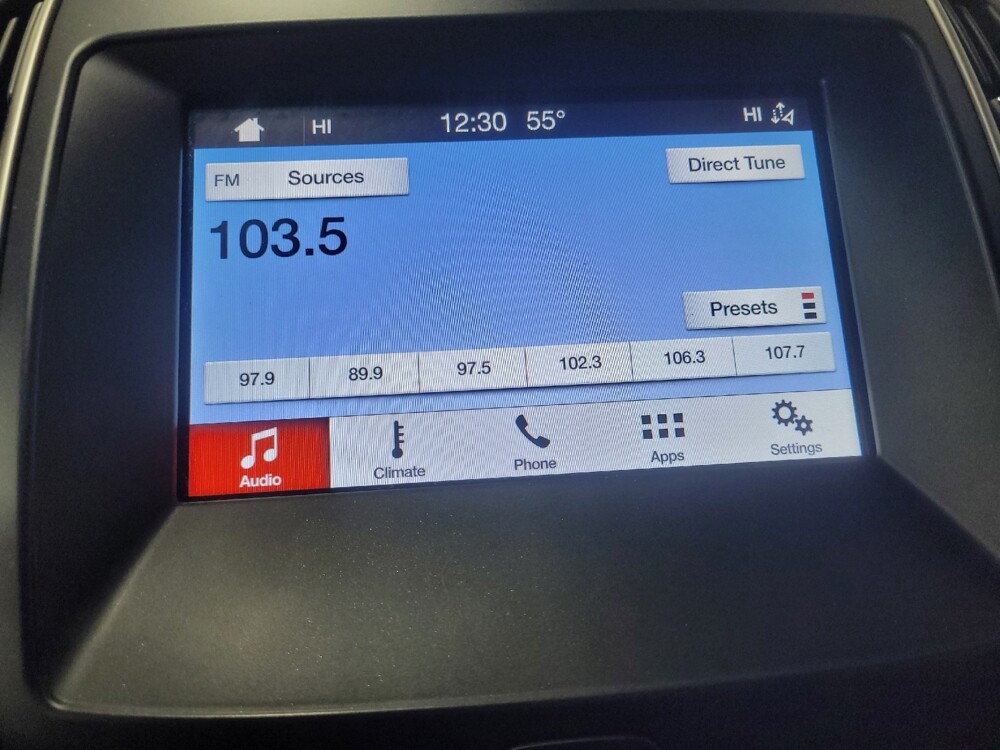 HI 12:30 55° HI
FM Sources Direct Tune
103.5
Presets
97.9 89.9 97.5 102.3 106.3 107.7
Audio Climate Phone Apps Settings